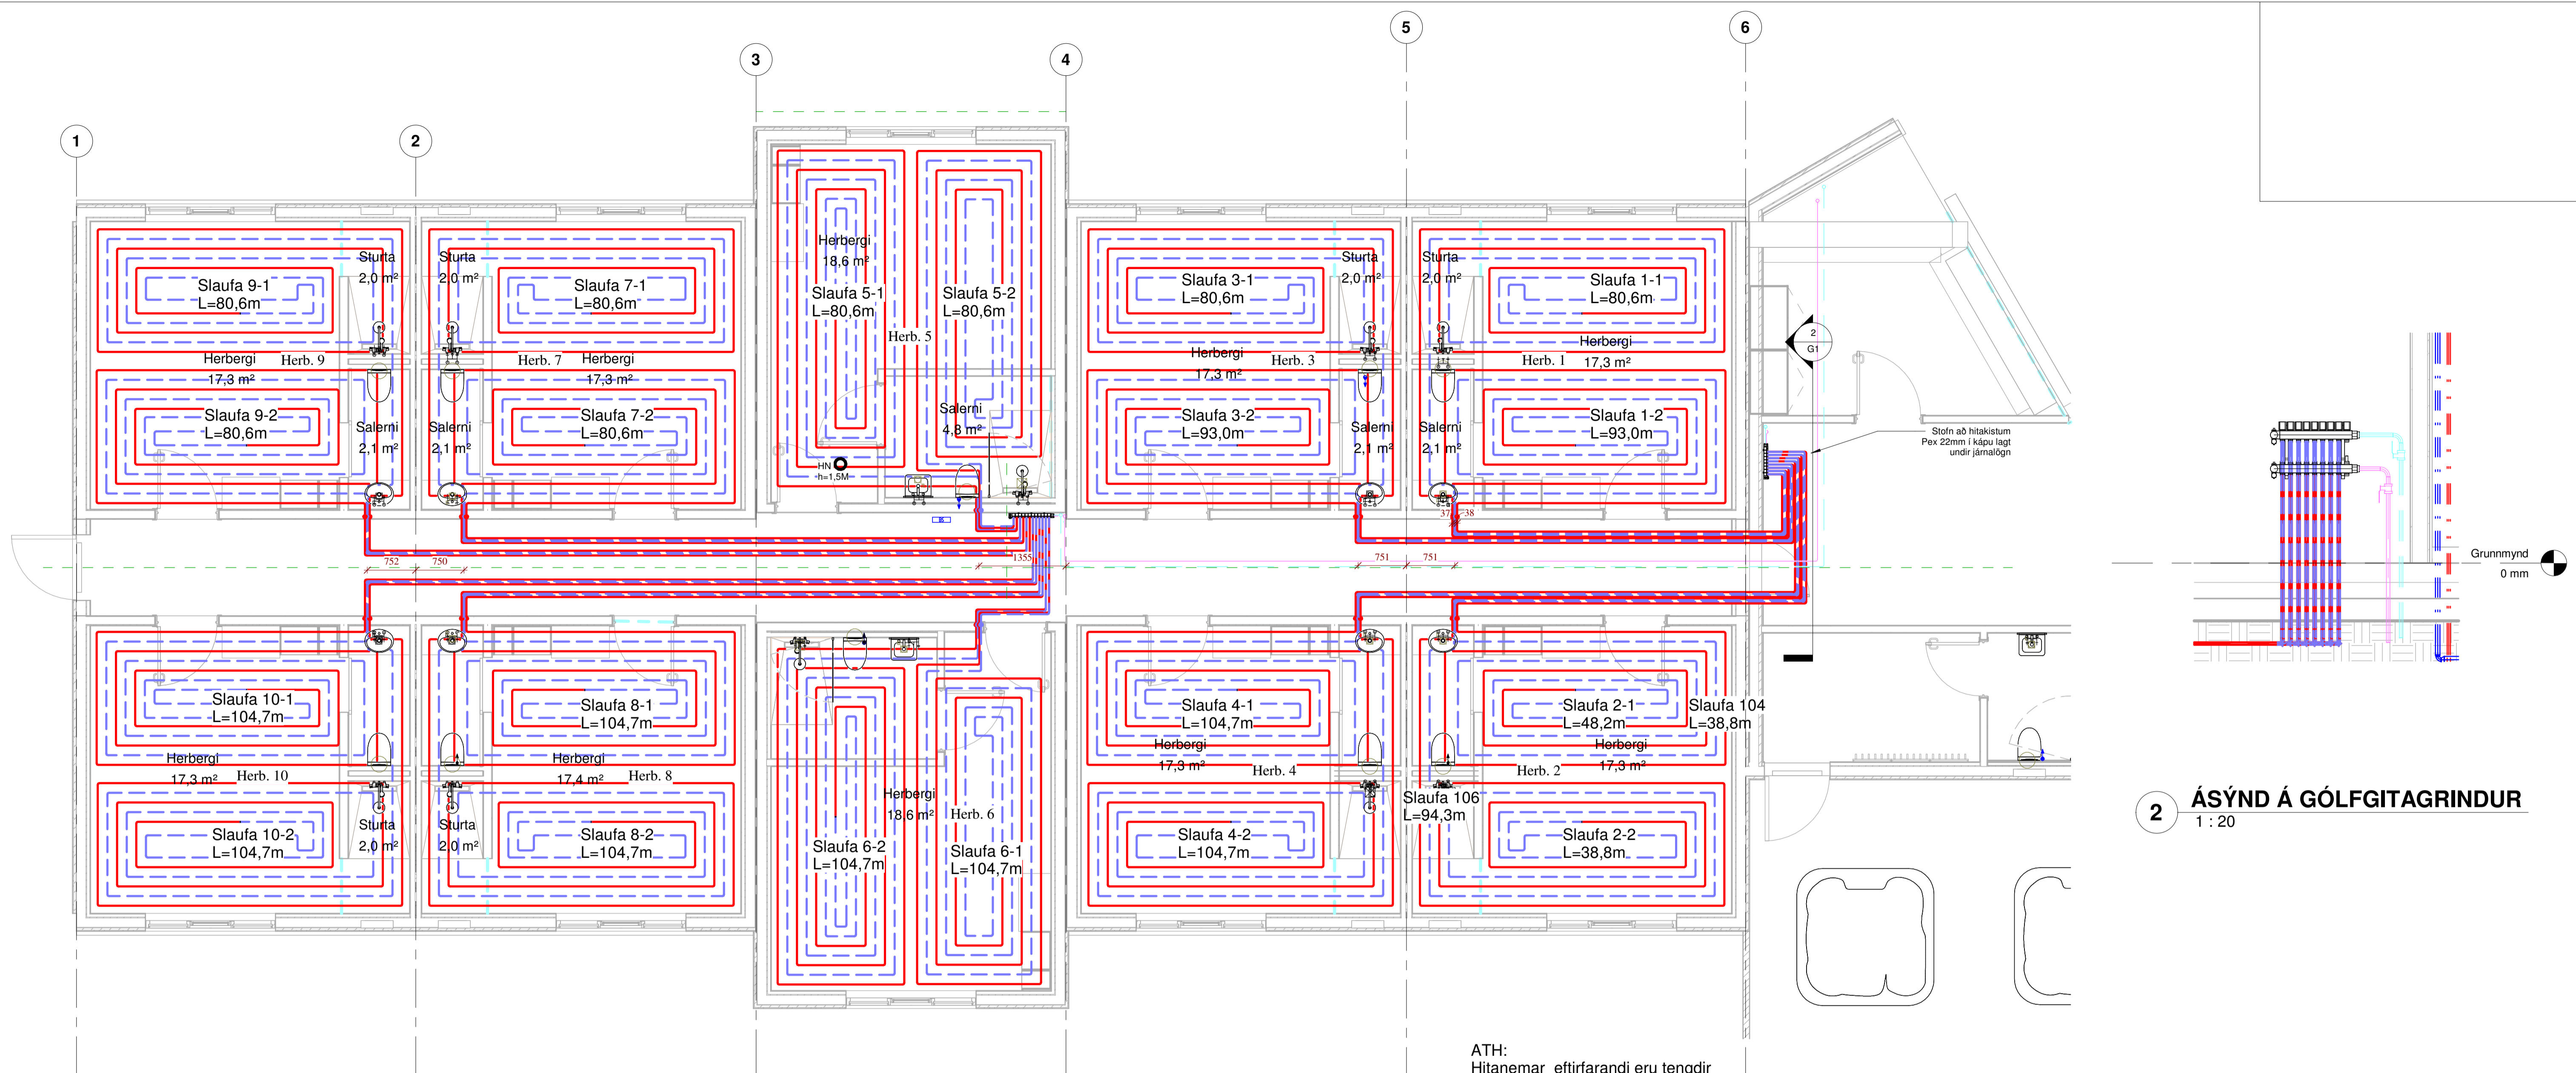 5
6
3
4
1
2
Herbergi
18,6 m²
Slaufa 5-1
L=80,6m
Slaufa 5-2
L=80,6m
Herb. 5
Salerni
4,8 m²
HN
h=1,5M
Slaufa 9-1
L=80,6m
Sturta
2,0 m²
Sturta
2,0 m²
Slaufa 7-1
L=80,6m
Herbergi
17,3 m²
Herb. 9
Herb. 7
Herbergi
17,3 m²
Slaufa 9-2
L=80,6m
Salerni
2,1 m²
Salerni
2,1 m²
Slaufa 7-2
L=80,6m
Slaufa 3-1
L=80,6m
Sturta
2,0 m²
Sturta
2,0 m²
Slaufa 1-1
L=80,6m
Herbergi
17,3 m²
Herb. 3
Herb. 1
Herbergi
17,3 m²
Slaufa 3-2
L=93,0m
Salerni
2,1 m²
Salerni
2,1 m²
Slaufa 1-2
L=93,0m
2
G1
Stofn að hitakistum
Pex 22mm í kápu lagt
undir járnalögn
37
38
752
750
1355
751
751
Slaufa 10-1
L=104,7m
Slaufa 8-1
L=104,7m
Herbergi
17,3 m²
Herb. 10
Herbergi
17,4 m²
Herb. 8
Slaufa 10-2
L=104,7m
Sturta
2,0 m²
Sturta
2,0 m²
Slaufa 8-2
L=104,7m
Herbergi
18,6 m²
Herb. 6
Slaufa 6-2
L=104,7m
Slaufa 6-1
L=104,7m
Slaufa 4-1
L=104,7m
Slaufa 2-1
L=48,2m
Slaufa 104
L=38,8m
Herbergi
17,3 m²
Herb. 4
Herb. 2
Herbergi
17,3 m²
Slaufa 4-2
L=104,7m
Slaufa 106
L=94,3m
Slaufa 2-2
L=38,8m
Grunnmynd
0 mm
2
ÁSÝND Á GÓLFGITAGRINDUR
1 : 20
ATH:
Hitanemar eftirfarandi eru tengdir